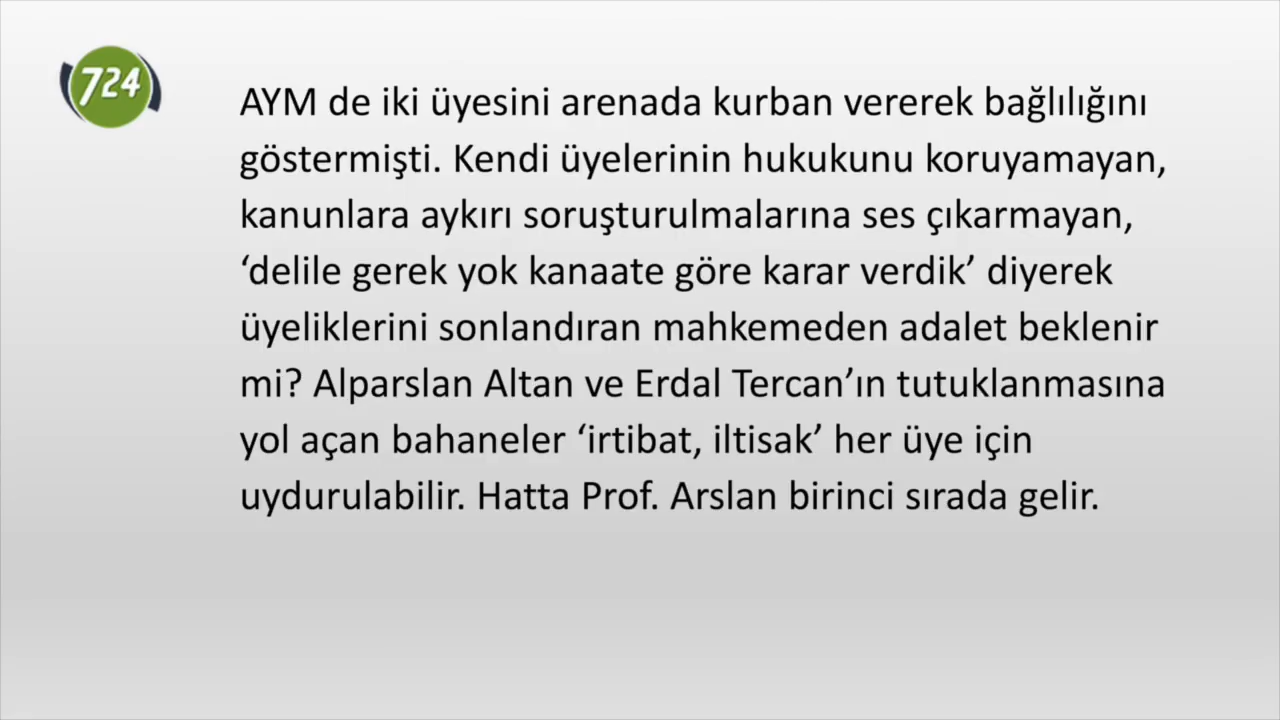 724
AYM de iki üyesini arenada kurban vererek bağlılığını
göstermişti. Kendi üyelerinin hukukunu koruyamayan,
kanunlara aykırı soruşturulmalarına ses çıkarmayan,
‘delile gerek yok kanaate göre karar verdik’ diyerek
üyeliklerini sonlandıran mahkemeden adalet beklenir
mi? Alparslan Altan ve Erdal Tercan’ın tutuklanmasına
yol açan bahaneler ‘irtibat, iltisak’ her üye için
uydurulabilir. Hatta Prof. Arslan birinci sırada gelir.